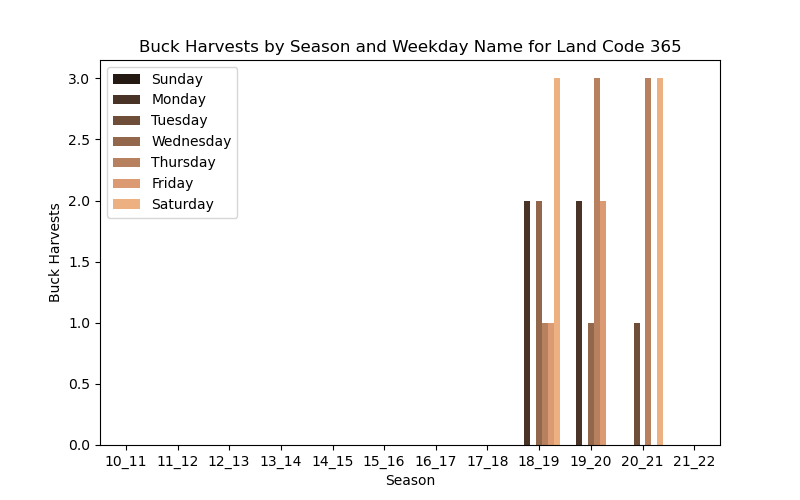 Buck Harvests by Season and Weekday Name for Land Code 365
Sunday
Monday
Tuesday
Wednesday
Thursday
Friday
Saturday
Buck Harvests
3.0
2.5
2.0
1.5
1.0
0.5
0.0
10_11 11_12 12_13 13_14 14_15 15_16 16_17 17_18 18_19 19_20 20_21 21_22
Season